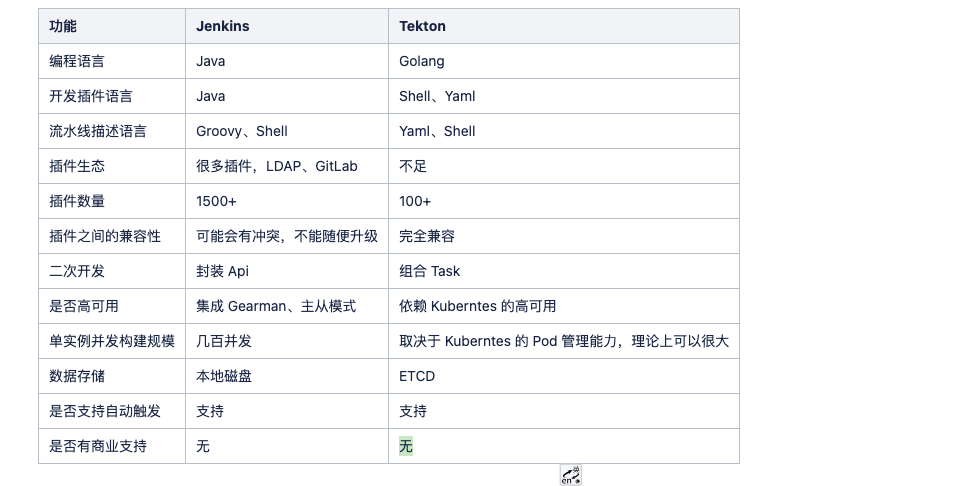 功能 Jenkins Tekton
编程语言 Java Golang
开发插件语言 Java Shell、Yaml
流水线描述语言 Groovy、Shell Yaml、Shell
插件生态 很多插件，LDAP、GitLab 不足
插件数量 1500+ 100+
插件之间的兼容性 可能会有冲突，不能随便升级 完全兼容
二次开发 封装 Api 组合 Task
是否高可用 集成 Gearman、主从模式 依赖 Kuberntes 的高可用
单实例并发构建规模 几百并发 取决于 Kuberntes 的 Pod 管理能力，理论上可以很大
数据存储 本地磁盘 ETCD
是否支持自动触发 支持 支持
是否有商业支持 无 无
en